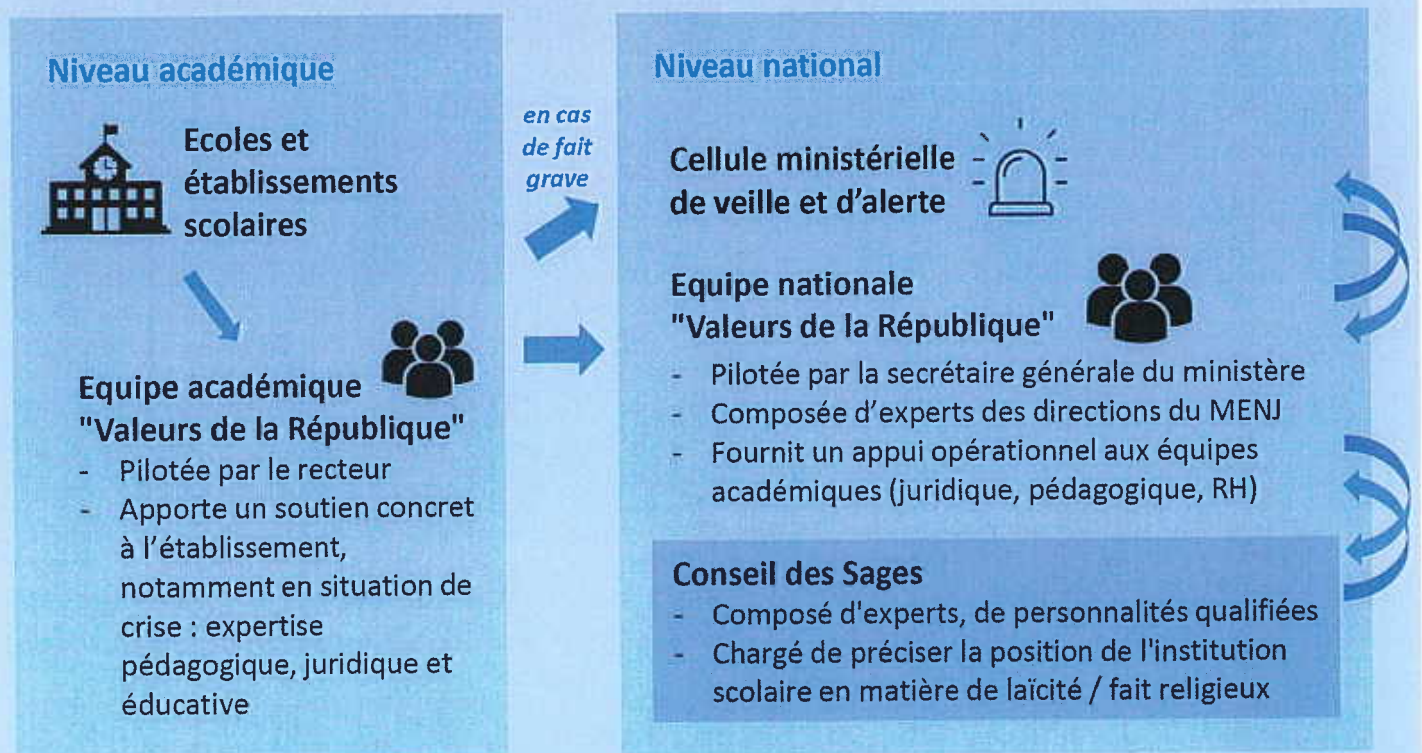 Niveau académique
Ecoles et
établissements
scolaires
Equipe académique
"Valeurs de la République"
- Pilotée par le recteur
- Apporte un soutien concret
à l'établissement,
notamment en situation de
crise : expertise
pédagogique, juridique et
éducative
en cas
de fait
grave
Niveau national
Cellule ministérielle
de veille et d'alerte
Equipe nationale
"Valeurs de la République"
- Pilotée par la secrétaire générale du ministère
- Composée d'experts des directions du MENJ
- Fournit un appui opérationnel aux équipes
académiques (juridique, pédagogique, RH)
Conseil des Sages
- Composé d'experts, de personnalités qualifiées
- Chargé de préciser la position de l'institution
scolaire en matière de laïcité / fait religieux